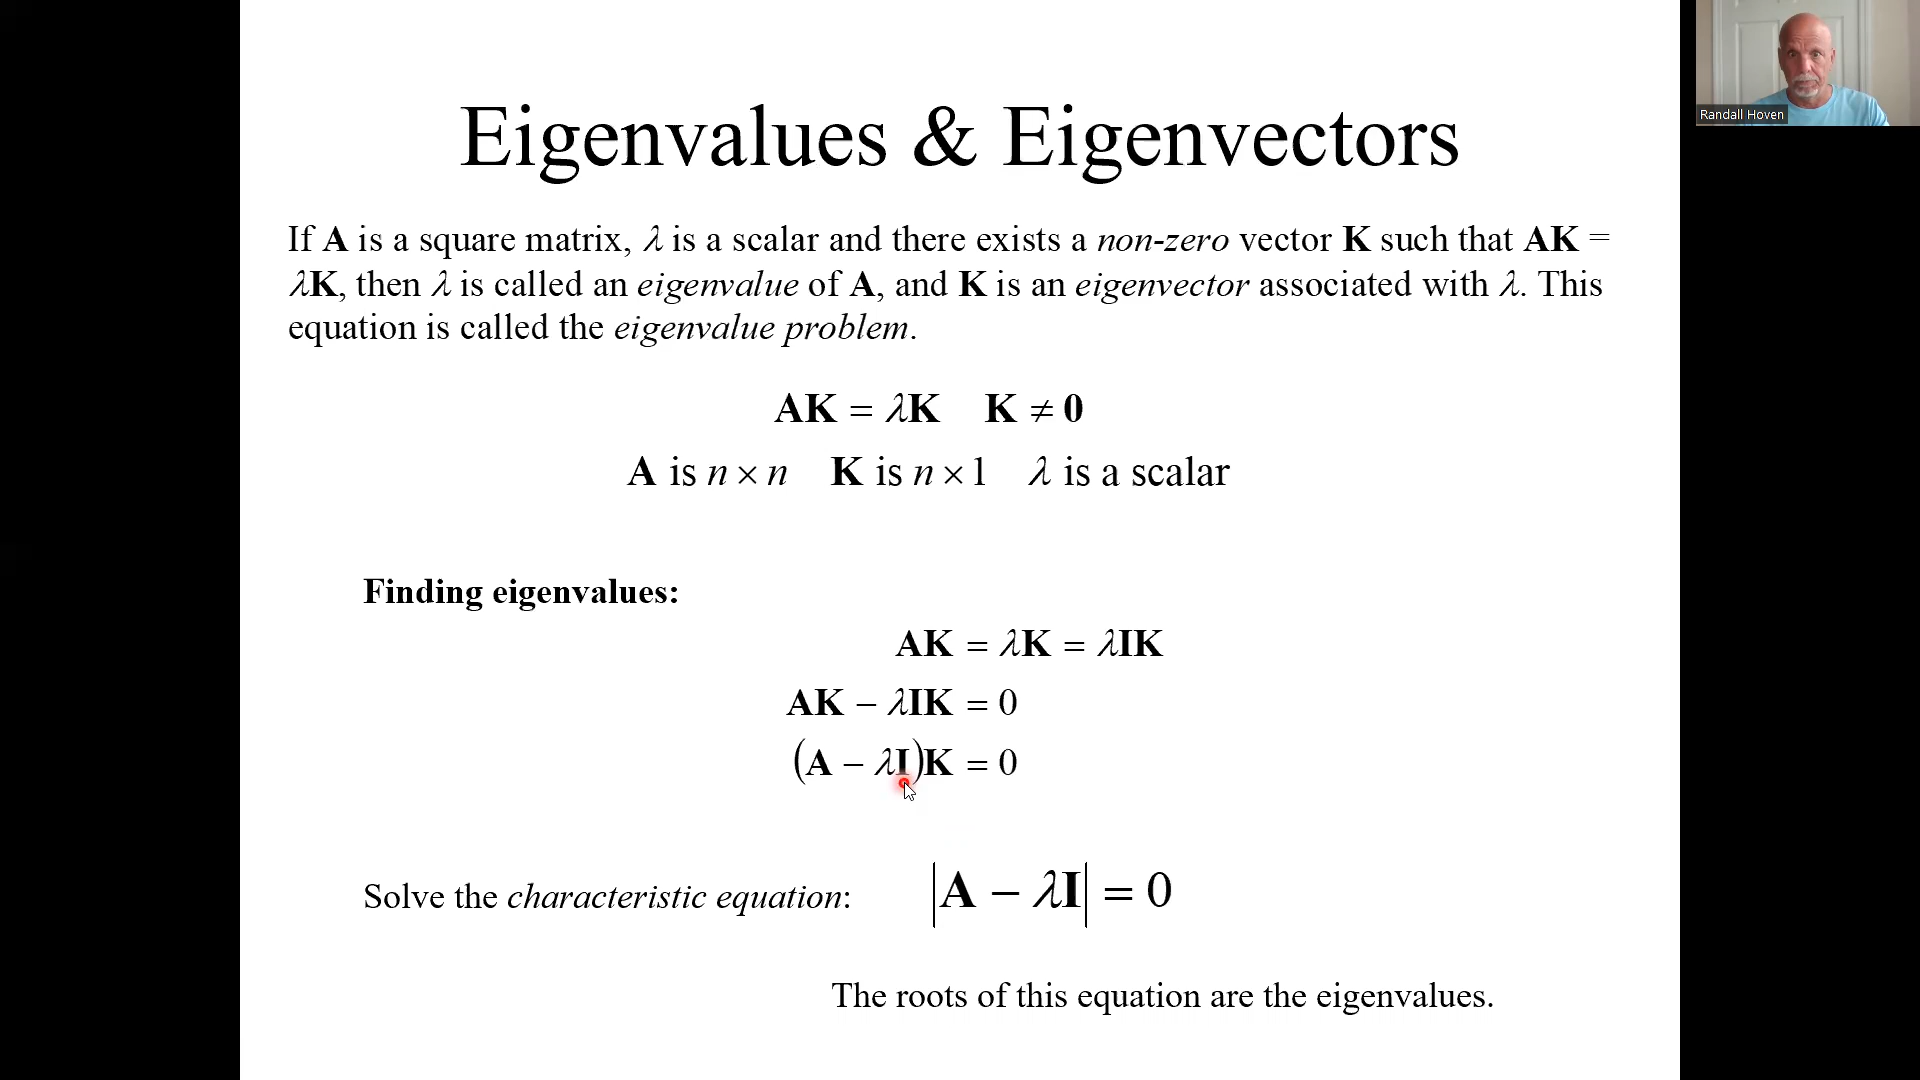 Eigenvalues & Eigenvectors
Randall Hoven
If A is a square matrix, λ is a scalar and there exists a non-zero vector K such that AK =
λK, then λ is called an eigenvalue of A, and K is an eigenvector associated with λ. This
equation is called the eigenvalue problem.
AK = λK K ≠ 0
A is n × n K is n × 1 λ is a scalar
Finding eigenvalues:
AK = λK = λIK
AK − λIK = 0
(A − λI)K = 0
Solve the characteristic equation: |A − λI| = 0
The roots of this equation are the eigenvalues.